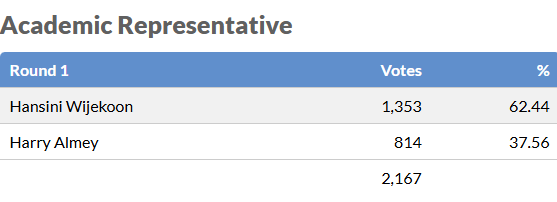 Academic Representative
Round 1 Votes %
Hansini Wijekoon 1,353 62.44
Harry Almey 814 37.56
2,167